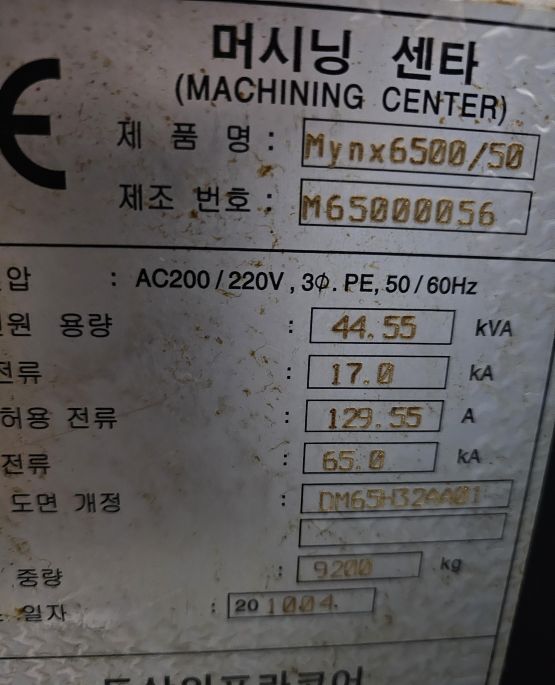 머시닝 센타
CE (MACHINING CENTER)
제 품 명 : Mynx6500/50
제조 번호 : M65000056
압 : AC200/220V, 3Φ. PE, 50/60Hz
원 용량 : 44.55 kVA
전류 : 17.0 kA
허용 전류 : 129.55 A
전류 : 65.0 kA
도면 개정 : DM65H32AA01
중량 : 9200 kg
일자 : 201004.